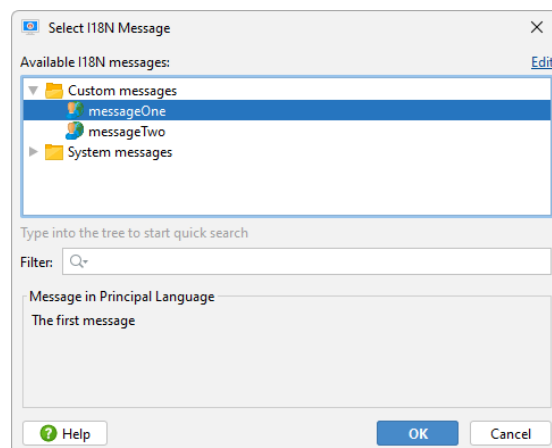 Select I18N Message
Available I18N messages: Edit
Custom messages
messageOne
messageTwo
System messages
Type into the tree to start quick search
Filter:
Message in Principal Language
The first message
Help OK Cancel